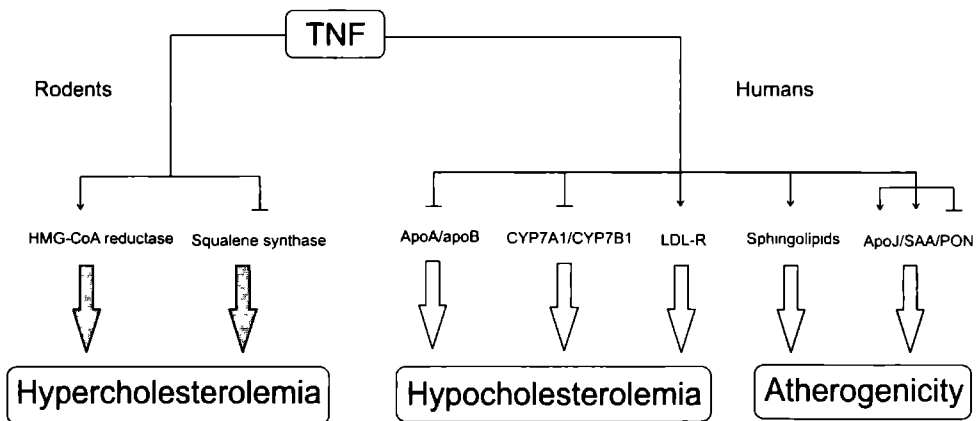 TNF
Rodents
Humans
HMG-CoA reductase
Squalene synthase
ApoA/apoB
CYP7A1/CYP7B1
LDL-R
Sphingolipids
ApoJ/SAA/PON
Hypercholesterolemia
Hypocholesterolemia
Atherogenicity